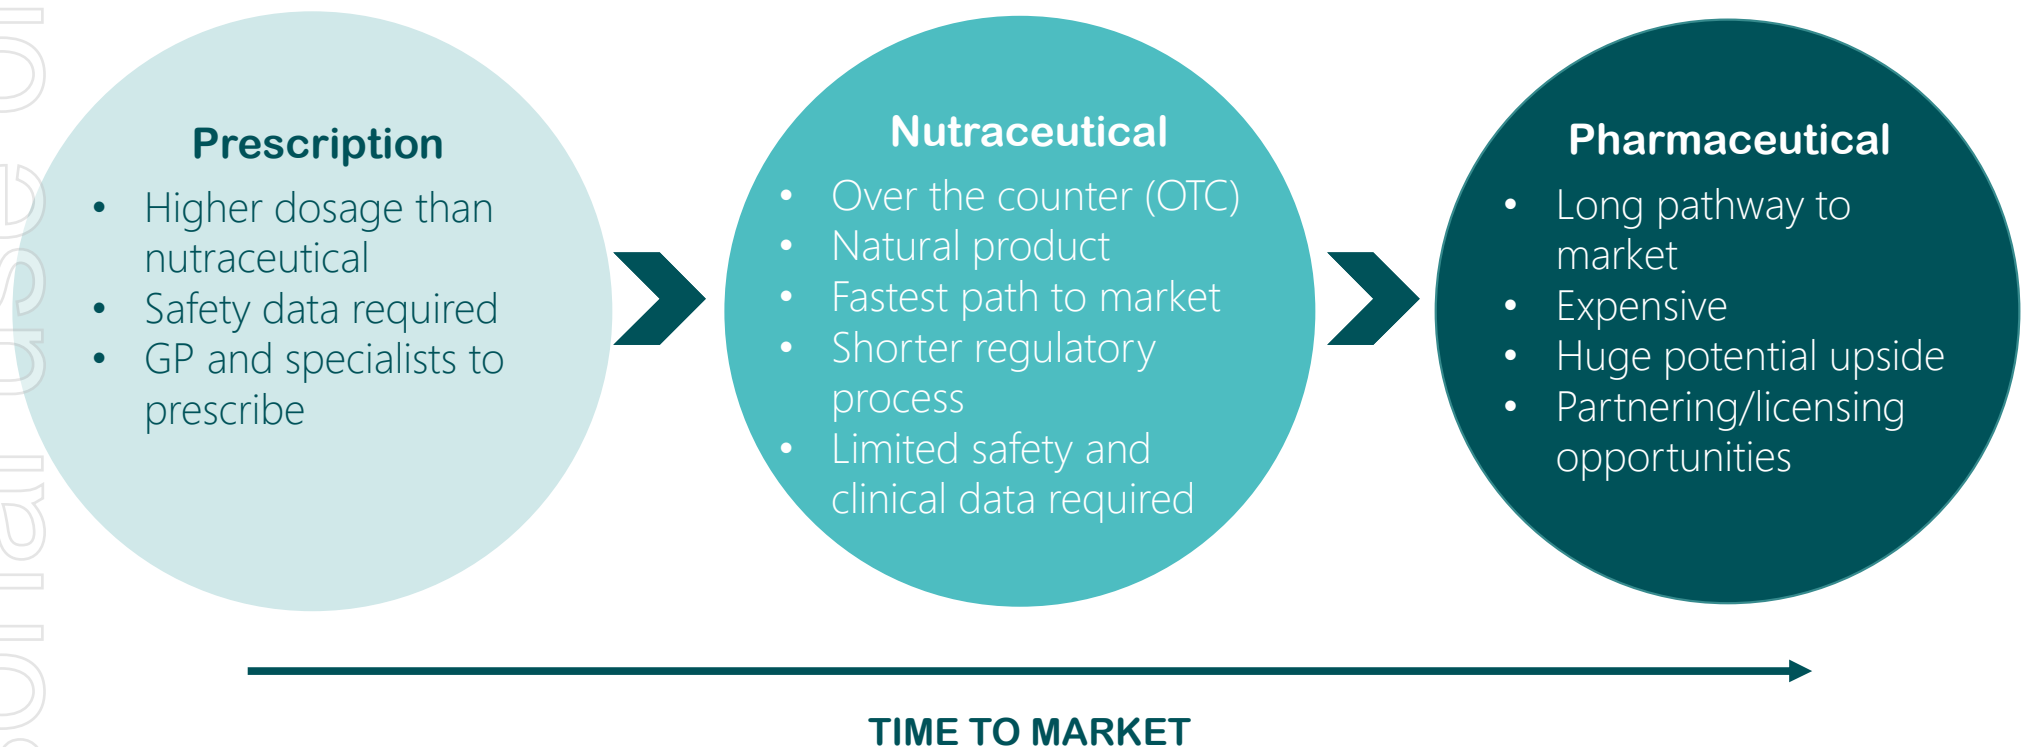 Prescription
• Higher dosage than
nutraceutical
• Safety data required
• GP and specialists to
prescribe
Nutraceutical
• Over the counter (OTC)
• Natural product
• Fastest path to market
• Shorter regulatory
process
• Limited safety and
clinical data required
Pharmaceutical
• Long pathway to
market
• Expensive
• Huge potential upside
• Partnering/licensing
opportunities
TIME TO MARKET
use